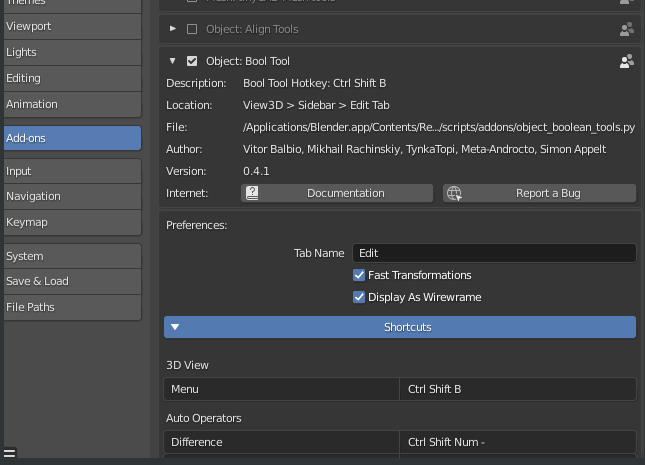 Themes
Viewport
Lights
Editing
Animation
Add-ons
Input
Navigation
Keymap
System
Save & Load
File Paths
Object: Align Tools
Object: Bool Tool
Description: Bool Tool Hotkey: Ctrl Shift B
Location: View3D > Sidebar > Edit Tab
File: /Applications/Blender.app/Contents/Re../scripts/addons/object_boolean_tools.py
Author: Vitor Balbio, Mikhail Rachinskiy, TynkaTopi, Meta-Androcto, Simon Appelt
Version: 0.4.1
Internet: Documentation Report a Bug
Preferences:
Tab Name Edit
Fast Transformations
Display As Wirewrame
Shortcuts
3D View
Menu Ctrl Shift B
Auto Operators
Difference Ctrl Shift Num -